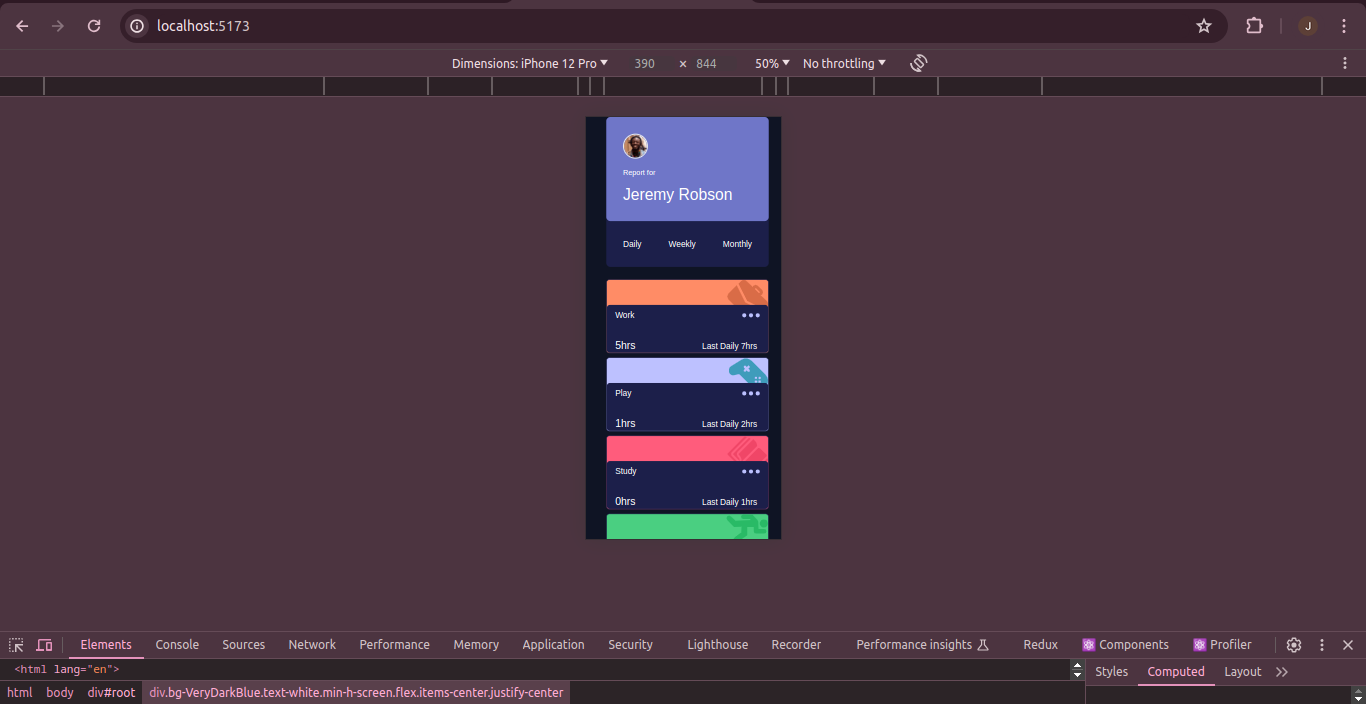 localhost:5173
J
Dimensions: iPhone 12 Pro 390 × 844 50% No throttling
Report for
Jeremy Robson
Daily Weekly Monthly
Work
5hrs Last Daily 7hrs
Play
1hrs Last Daily 2hrs
Study
0hrs Last Daily 1hrs
Elements Console Sources Network Performance Memory Application Security Lighthouse Recorder Performance insights Redux Components Profiler
<html lang="en">
Styles Computed Layout
html body div#root div.bg-VeryDarkBlue.text-white.min-h-screen.flex.items-center.justify-center